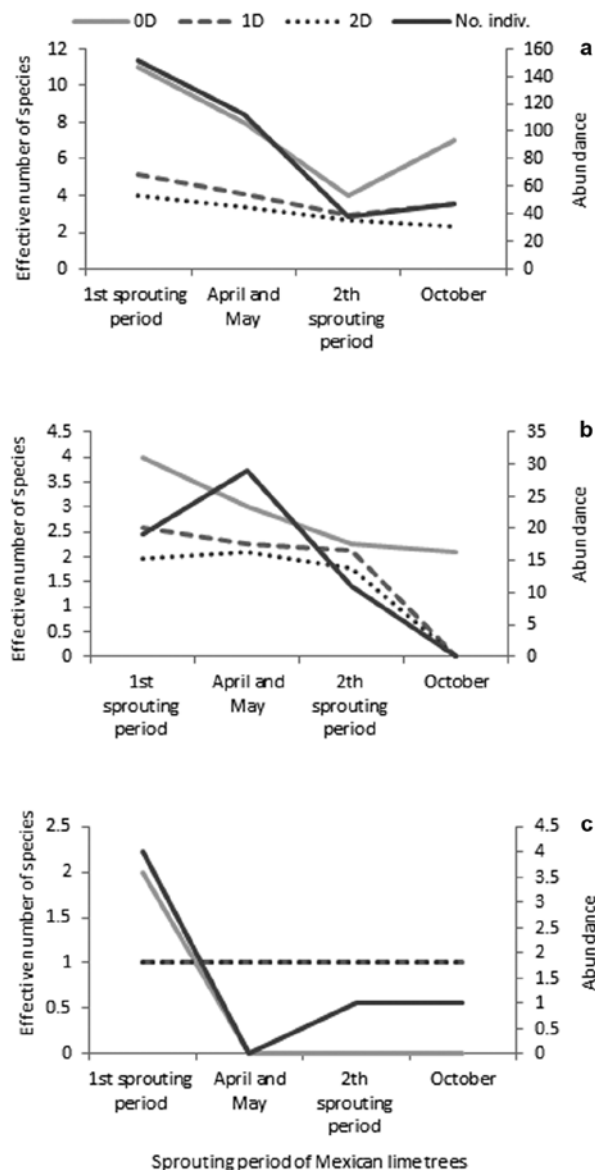 0D 1D 2D No. indiv.
a
12
10
8
6
4
2
0
Effective number of species
160
140
120
100
80
60
40
20
0
Abundance
1st sprouting period
April and May
2th sprouting period
October
b
4.5
4
3.5
3
2.5
2
1.5
1
0.5
0
Effective number of species
35
30
25
20
15
10
5
0
Abundance
1st sprouting period
April and May
2th sprouting period
October
c
2.5
2
1.5
1
0.5
0
Effective number of species
4.5
4
3.5
3
2.5
2
1.5
1
0.5
0
Abundance
1st sprouting period
April and May
2th sprouting period
October
Sprouting period of Mexican lime trees